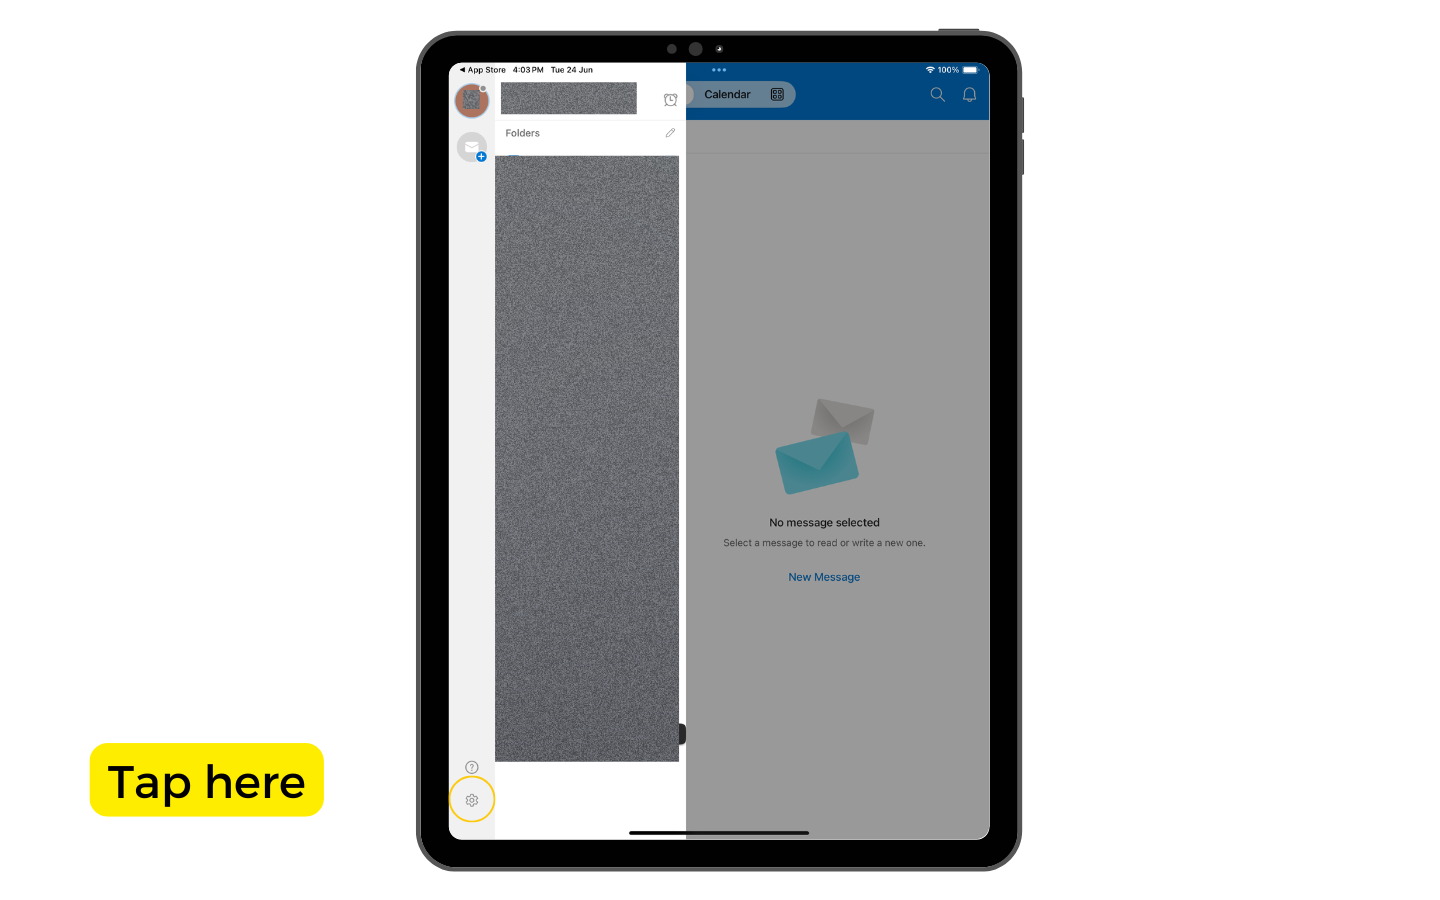 ◀ App Store 4:03 PM Tue 24 Jun
100%
Calendar
Folders
No message selected
Select a message to read or write a new one.
New Message
Tap here